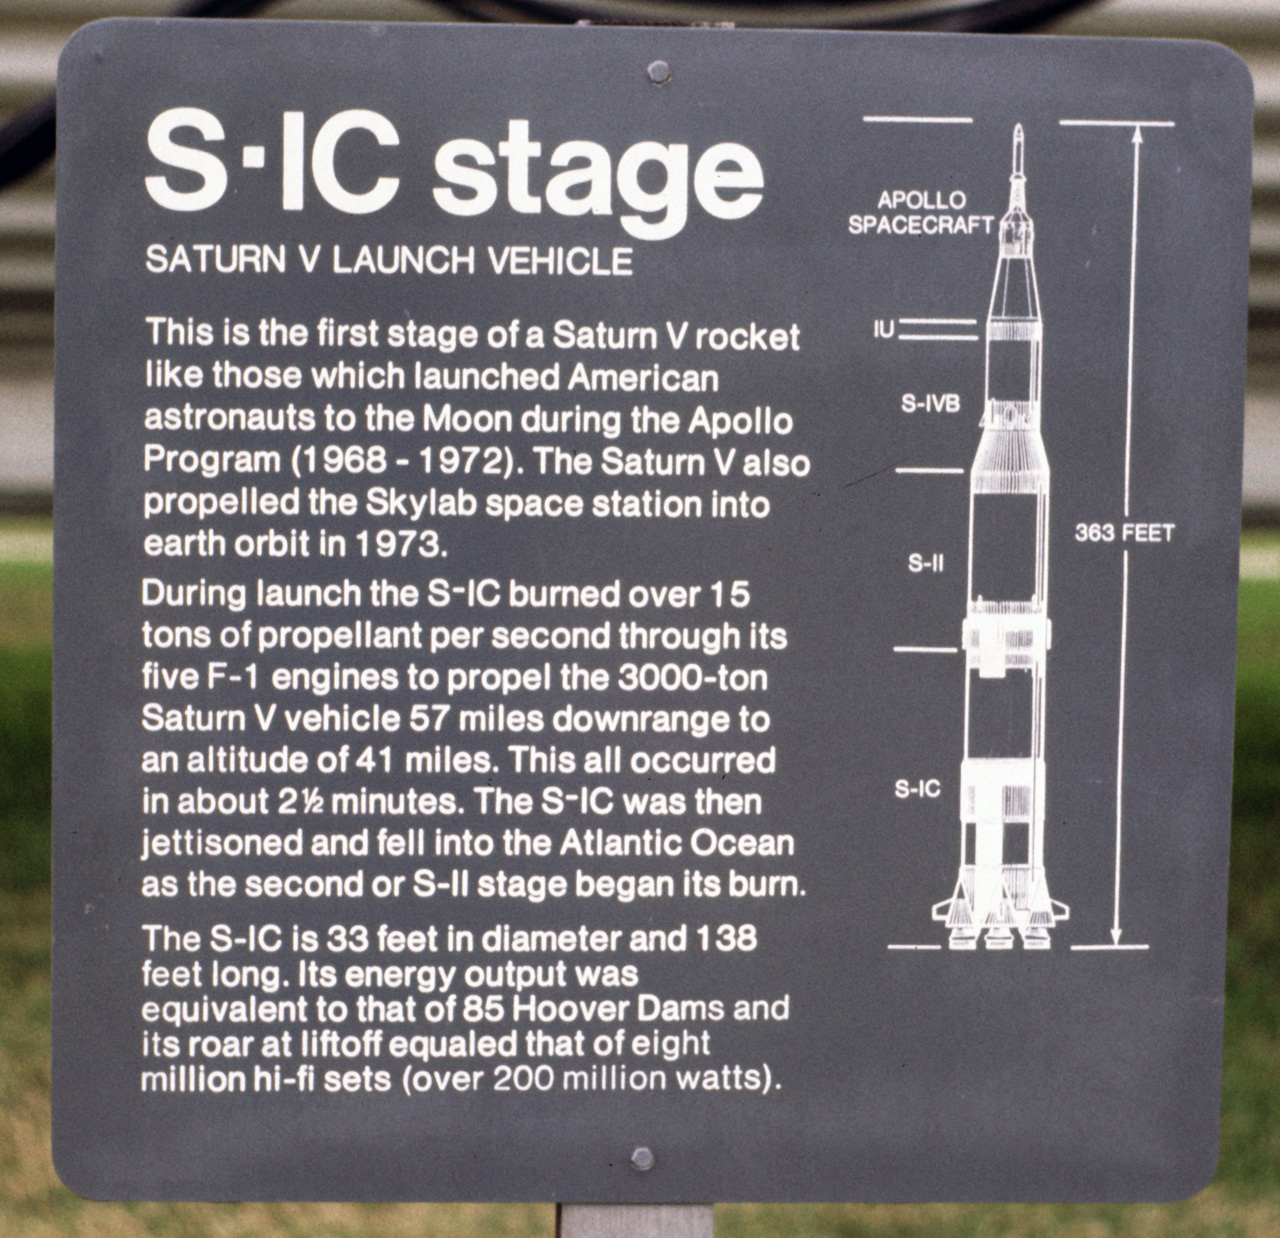 S-IC stage
SATURN V LAUNCH VEHICLE
This is the first stage of a Saturn V rocket
like those which launched American
astronauts to the Moon during the Apollo
Program (1968 - 1972). The Saturn V also
propelled the Skylab space station into
earth orbit in 1973.
During launch the S-IC burned over 15
tons of propellant per second through its
five F-1 engines to propel the 3000-ton
Saturn V vehicle 57 miles downrange to
an altitude of 41 miles. This all occurred
in about 2½ minutes. The S-IC was then
jettisoned and fell into the Atlantic Ocean
as the second or S-II stage began its burn.
The S-IC is 33 feet in diameter and 138
feet long. Its energy output was
equivalent to that of 85 Hoover Dams and
its roar at liftoff equaled that of eight
million hi-fi sets (over 200 million watts).
APOLLO
SPACECRAFT
IU
S-IVB
S-II
S-IC
363 FEET